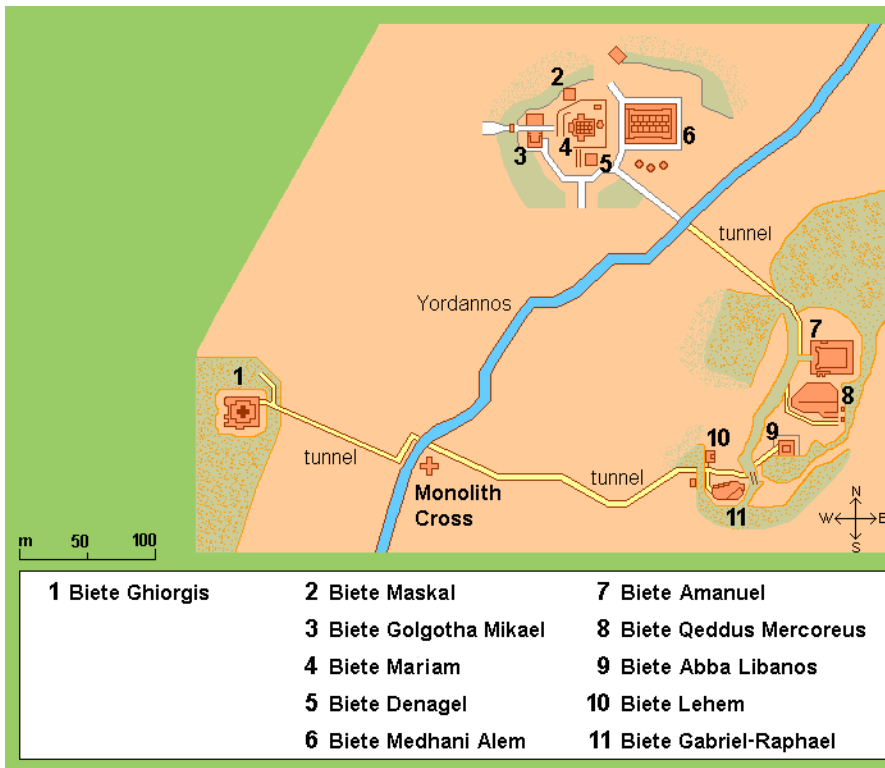 2
6
3
4
5
tunnel
Yordannos
7
1
8
10
9
tunnel
tunnel
Monolith
Cross
11
N
W E
S
m 50 100
1 Biete Ghiorgis
2 Biete Maskal
3 Biete Golgotha Mikael
4 Biete Mariam
5 Biete Denagel
6 Biete Medhani Alem
7 Biete Amanuel
8 Biete Qeddus Mercoreus
9 Biete Abba Libanos
10 Biete Lehem
11 Biete Gabriel-Raphael